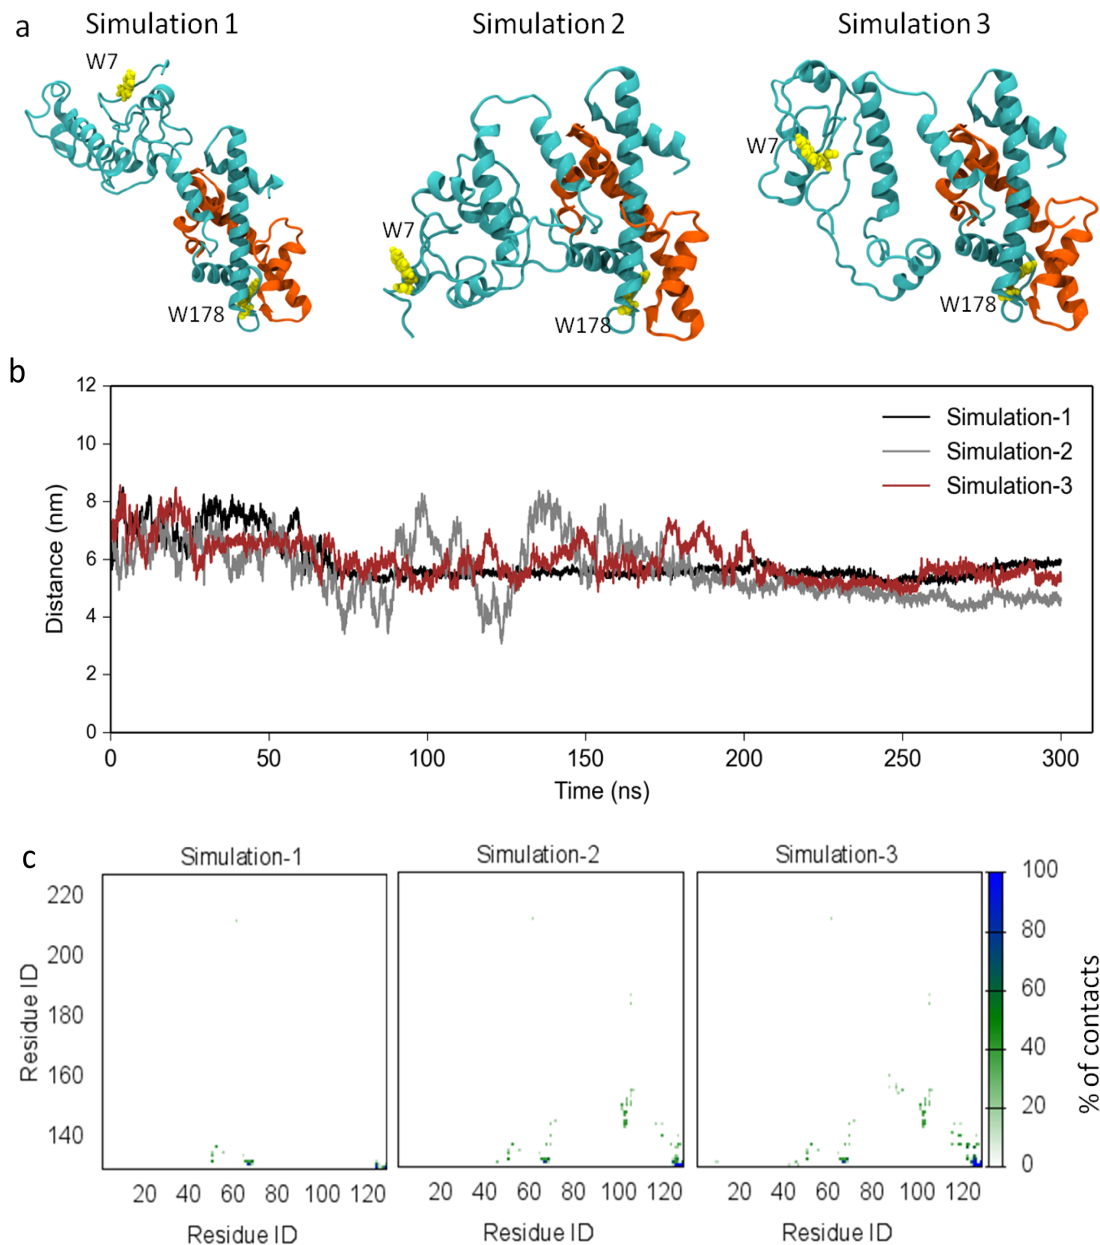 a
Simulation 1
Simulation 2
Simulation 3
W7
W178
W7
W178
W7
W178
b
12
10
8
6
4
2
0
Distance (nm)
Simulation-1
Simulation-2
Simulation-3
0 50 100 150 200 250 300
Time (ns)
c
Simulation-1
Simulation-2
Simulation-3
220
200
180
160
140
Residue ID
20 40 60 80 100 120
20 40 60 80 100 120
20 40 60 80 100 120
Residue ID
Residue ID
Residue ID
100
80
60
40
20
0
% of contacts